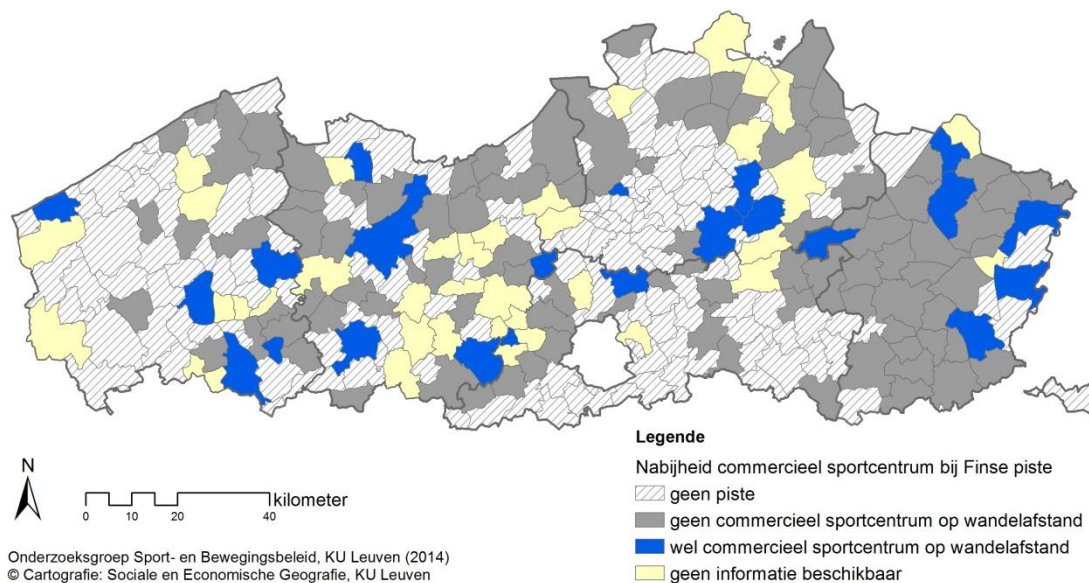 Legende
Nabijheid commercieel sportcentrum bij Finse piste
geen piste
geen commercieel sportcentrum op wandelafstand
wel commercieel sportcentrum op wandelafstand
geen informatie beschikbaar
N
kilometer
0 5 10 20 40
Onderzoeksgroep Sport- en Bewegingsbeleid, KU Leuven (2014)
© Cartografie: Sociale en Economische Geografie, KU Leuven